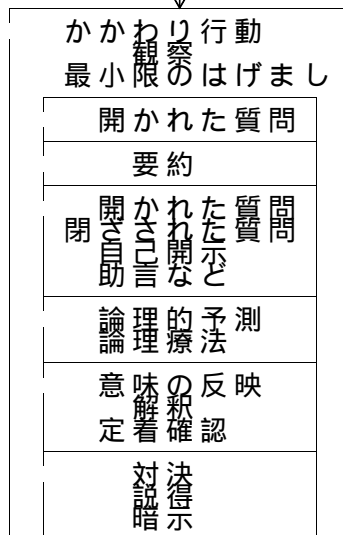 かかわり行動
観察
最小限のはげまし
開かれた質問
要約
開かれた質問
閉ざされた質問
自己開示
助言など
論理的予測
論理療法
意味の反映
解釈
定着確認
対決
説得
暗示